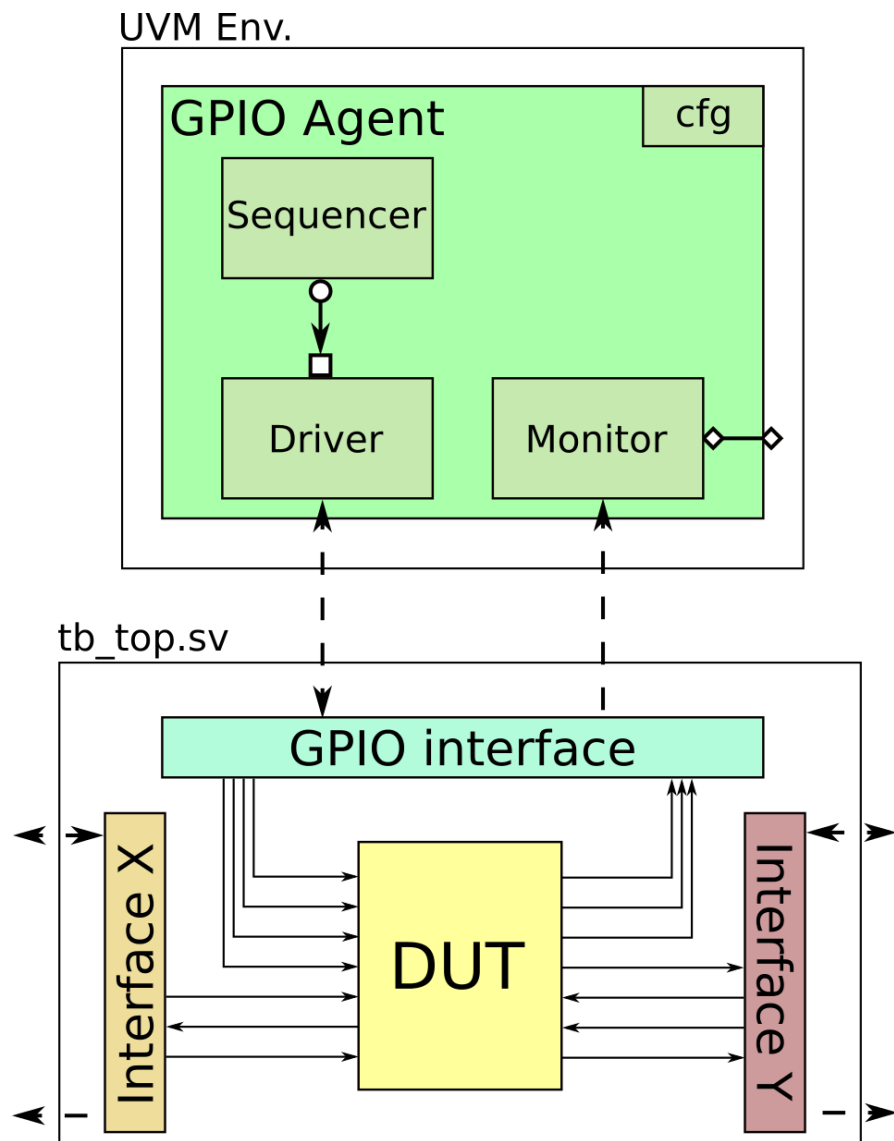 UVM Env.
GPIO Agent
cfg
Sequencer
Driver
Monitor
tb_top.sv
GPIO interface
Interface X
DUT
Interface Y